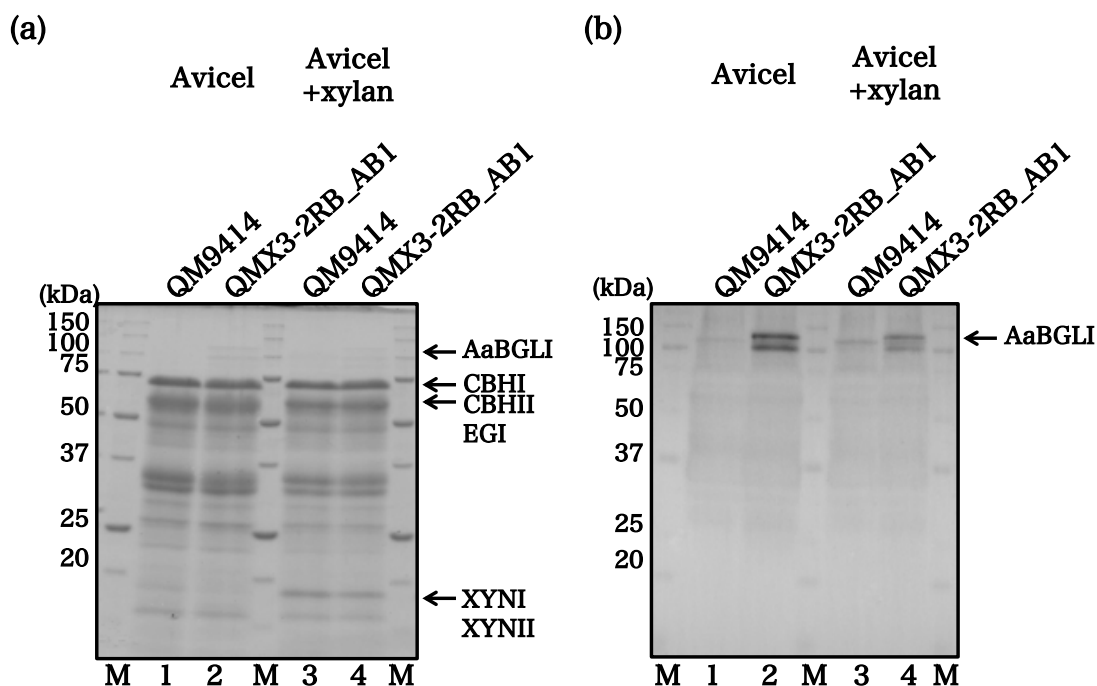 (a)
Avicel
Avicel
+xylan
QM9414
QMX3-2RB_AB1
QM9414
QMX3-2RB_AB1
(kDa)
150
100
75
50
37
25
20
AaBGLI
CBHI
CBHII
EGI
XYNI
XYNII
M 1 2 M 3 4 M
(b)
Avicel
Avicel
+xylan
QM9414
QMX3-2RB_AB1
QM9414
QMX3-2RB_AB1
(kDa)
150
100
75
50
37
25
20
AaBGLI
M 1 2 M 3 4 M